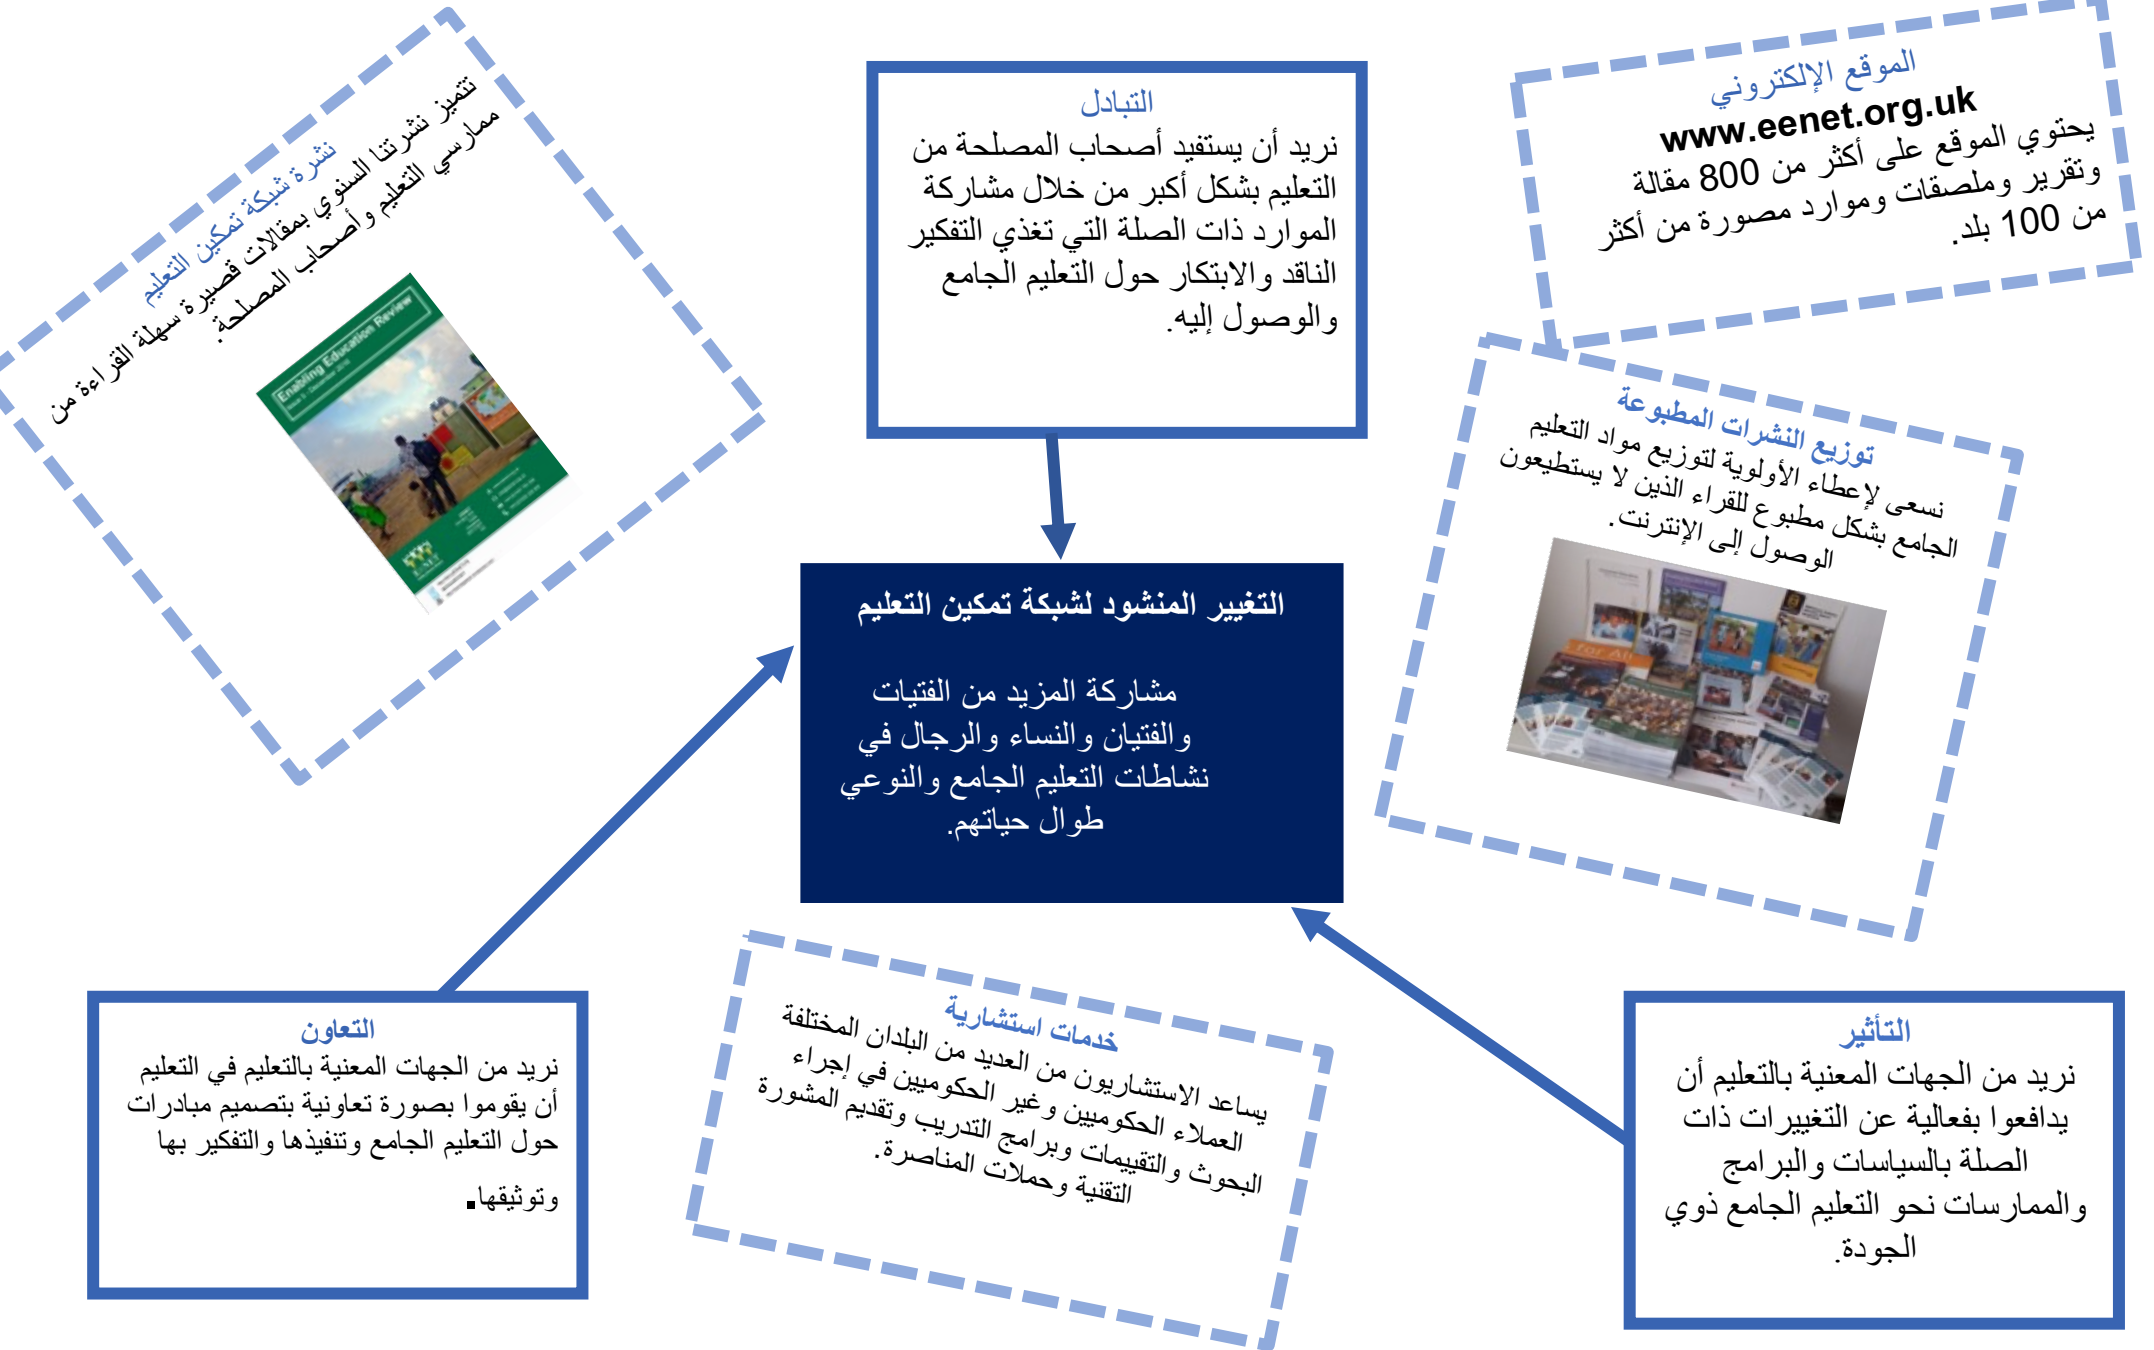 نشرة شبكة تمكين التعليم
تتميز نشرتنا السنوي بمقالات قصيرة سهلة القراءة من
ممارسي التعليم وأصحاب المصلحة.
Enabling Education Review
التبادل
نريد أن يستفيد أصحاب المصلحة من
التعليم بشكل أكبر من خلال مشاركة
الموارد ذات الصلة التي تغذي التفكير
الناقد والابتكار حول التعليم الجامع
والوصول إليه.
الموقع الإلكتروني
www.eenet.org.uk
يحتوي الموقع على أكثر من 800 مقالة
وتقرير وملصقات وموارد مصورة من أكثر
من 100 بلد.
توزيع النشرات المطبوعة
نسعى لإعطاء الأولوية لتوزيع مواد التعليم
الجامع بشكل مطبوع للقراء الذين لا يستطيعون
الوصول إلى الإنترنت.
for All
التغيير المنشود لشبكة تمكين التعليم
مشاركة المزيد من الفتيات
والفتيان والنساء والرجال في
نشاطات التعليم الجامع والنوعي
طوال حياتهم.
التعاون
نريد من الجهات المعنية بالتعليم في التعليم
أن يقوموا بصورة تعاونية بتصميم مبادرات
حول التعليم الجامع وتنفيذها والتفكير بها
وتوثيقها.
خدمات استشارية
يساعد الاستشاريون من العديد من البلدان المختلفة
العملاء الحكوميين وغير الحكوميين في إجراء
البحوث والتقييمات وبرامج التدريب وتقديم المشورة
التقنية وحملات المناصرة.
التأثير
نريد من الجهات المعنية بالتعليم أن
يدافعوا بفعالية عن التغييرات ذات
الصلة بالسياسات والبرامج
والممارسات نحو التعليم الجامع ذوي
الجودة.